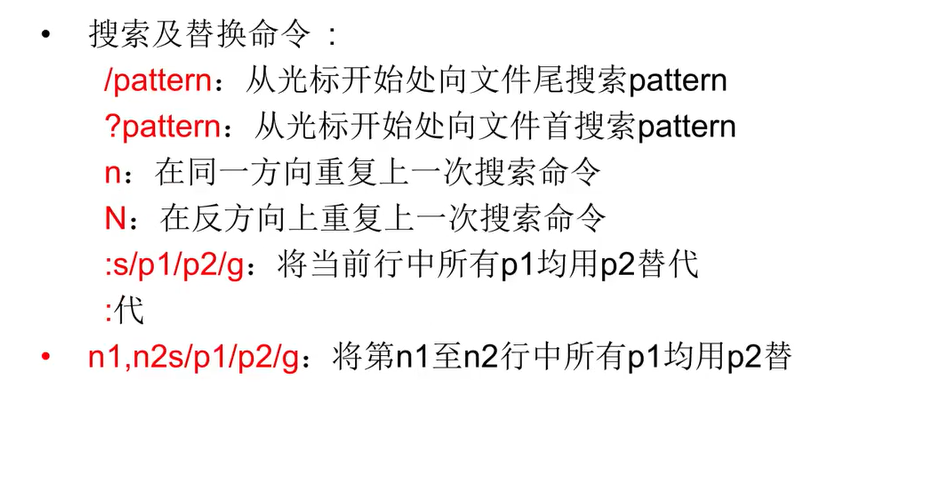 • 搜索及替换命令 :
/pattern：从光标开始处向文件尾搜索pattern
?pattern：从光标开始处向文件首搜索pattern
n：在同一方向重复上一次搜索命令
N：在反方向上重复上一次搜索命令
:s/p1/p2/g：将当前行中所有p1均用p2替代
:代
• n1,n2s/p1/p2/g：将第n1至n2行中所有p1均用p2替